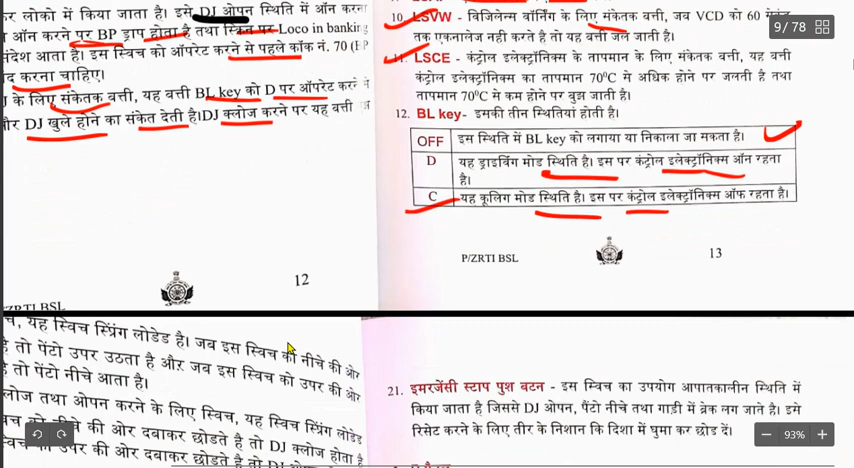 कर लोको में किया जाता है। इसे DJ ओपन स्थिति में ऑन करना
ऑन करने पर BP ड्राप होता है तथा स्क्रिन पर Loco in banking
संदेश आता है। इस स्विच को ऑपरेट करने से पहले कॉक नं. 70
करना चाहिए।
के लिए संकेतक बत्ती, यह बत्ती BL key को D पर ऑपरेट करने
और DJ खुले होने का संकेत देती है।DJ क्लोज करने पर यह बत्ती
12
10. LSVW - विजिलेन्स वॉर्निंग के लिए संकेतक बत्ती, जब VCD को 60
तक एकनालेज नही करते है तो यह बत्ती जल जाती है।
LSCE - कंट्रोल इलेक्ट्रॉनिक्स के तापमान के लिए संकेतक बत्ती, यह बत्ती
कंट्रोल इलेक्ट्रॉनिक्स का तापमान 70°C से अधिक होने पर जलती है तथा
तापमान 70°C से कम होने पर बुझ जाती है।
12. BL key- इसकी तीन स्थितियां होती है।
OFF इस स्थिति में BL key को लगाया या निकाला जा सकता है।
D यह ड्राइविंग मोड स्थिति है। इस पर कंट्रोल इलेक्ट्रॉनिक्स ऑन रहता
है।
C यह कूलिग मोड स्थिति है। इस पर कंट्रोल इलेक्ट्रॉनिक्स ऑफ रहता है।
P/ZRTI BSL
13
9/78
ZRTI BSL
यह स्विच स्प्रिंग लोडेड है। जब इस स्विच को नीचे की ओर
है तो पेंटो उपर उठता है और जब इस स्विच को उपर की ओर
तो पेंटो नीचे आता है।
लोज तथा ओपन करने के लिए स्विच, यह स्विच स्प्रिंग लोडेड
को नीचे की ओर दबाकर छोडते है तो DJ क्लोज होता है
स्विच को उपर की ओर दबाकर छोडते है तो DJ
21. इमरजेंसी स्टाप पुश बटन - इस स्विच का उपयोग आपातकालीन स्थिति में
किया जाता है जिससे DJ ओपन, पैंटो नीचे तथा गाड़ी में ब्रेक लग जाते है। इसे
रिसेट करने के लिए तीर के निशान कि दिशा में घुमा कर छोड दें।
93%